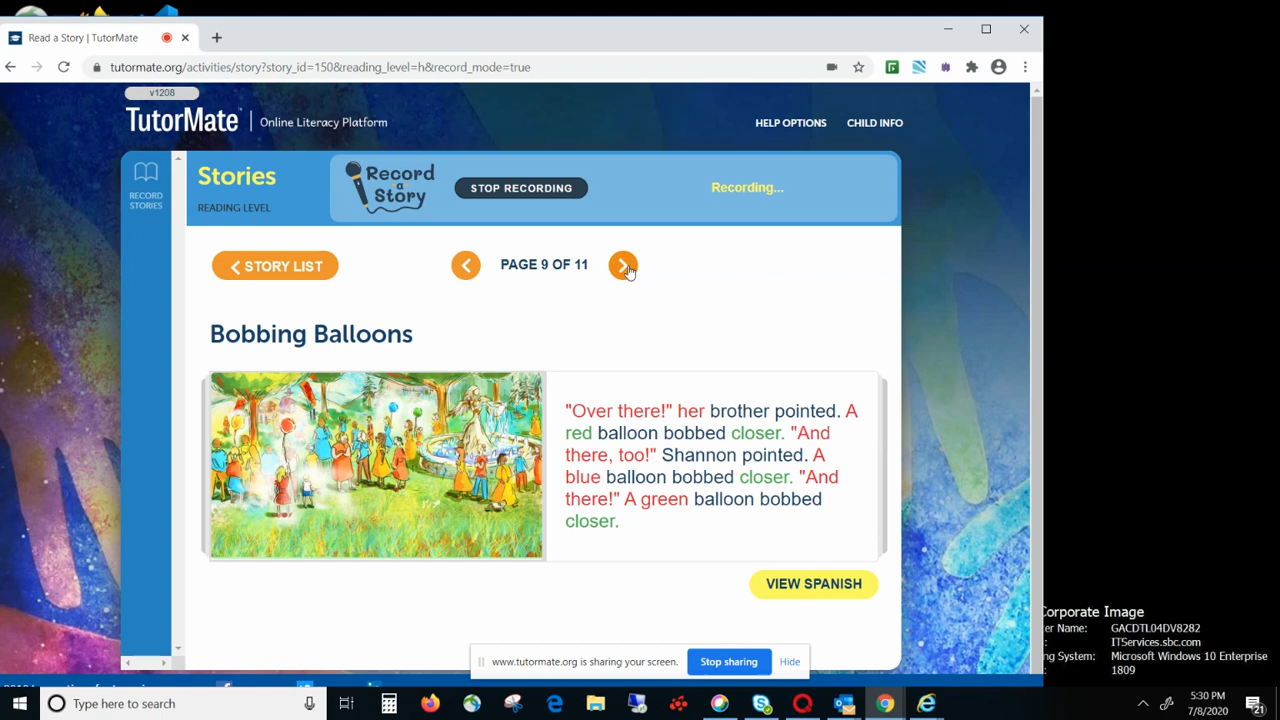 Read a Story | TutorMate
tutormate.org/activities/story?story_id=150&reading_level=h&record_mode=true
v1208
TutorMate | Online Literacy Platform
HELP OPTIONS
CHILD INFO
RECORD
STORIES
Stories
READING LEVEL
Record
a
Story
STOP RECORDING
Recording...
STORY LIST
PAGE 9 OF 11
Bobbing Balloons
"Over there!" her brother pointed. A
red balloon bobbed closer. "And
there, too!" Shannon pointed. A
blue balloon bobbed closer. "And
there!" A green balloon bobbed
closer.
VIEW SPANISH
www.tutormate.org is sharing your screen.
Stop sharing
Hide
Corporate Image
er Name: GACDTL04DV8282
: ITServices.sbc.com
ng System: Microsoft Windows 10 Enterprise
: 1809
Type here to search
5:30 PM
7/8/2020
21